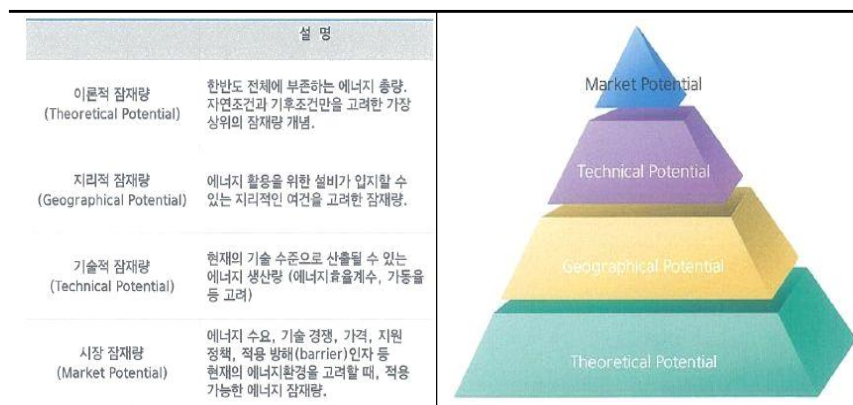 설 명
이론적 잠재량
(Theoretical Potential)
한반도 전체에 부존하는 에너지 총량.
자연조건과 기후조건만을 고려한 가장
상위의 잠재량 개념.
지리적 잠재량
(Geographical Potential)
에너지 활용을 위한 설비가 입지할 수
있는 지리적인 여건을 고려한 잠재량.
기술적 잠재량
(Technical Potential)
현재의 기술 수준으로 산출될 수 있는
에너지 생산량 (에너지효율계수, 가동율
등 고려)
시장 잠재량
(Market Potential)
에너지 수요, 기술 경쟁, 가격, 지원
정책, 적용 방해(barrier)인자 등
현재의 에너지환경을 고려할 때, 적용
가능한 에너지 잠재량.
Market Potential
Technical Potential
Geographical Potential
Theoretical Potential